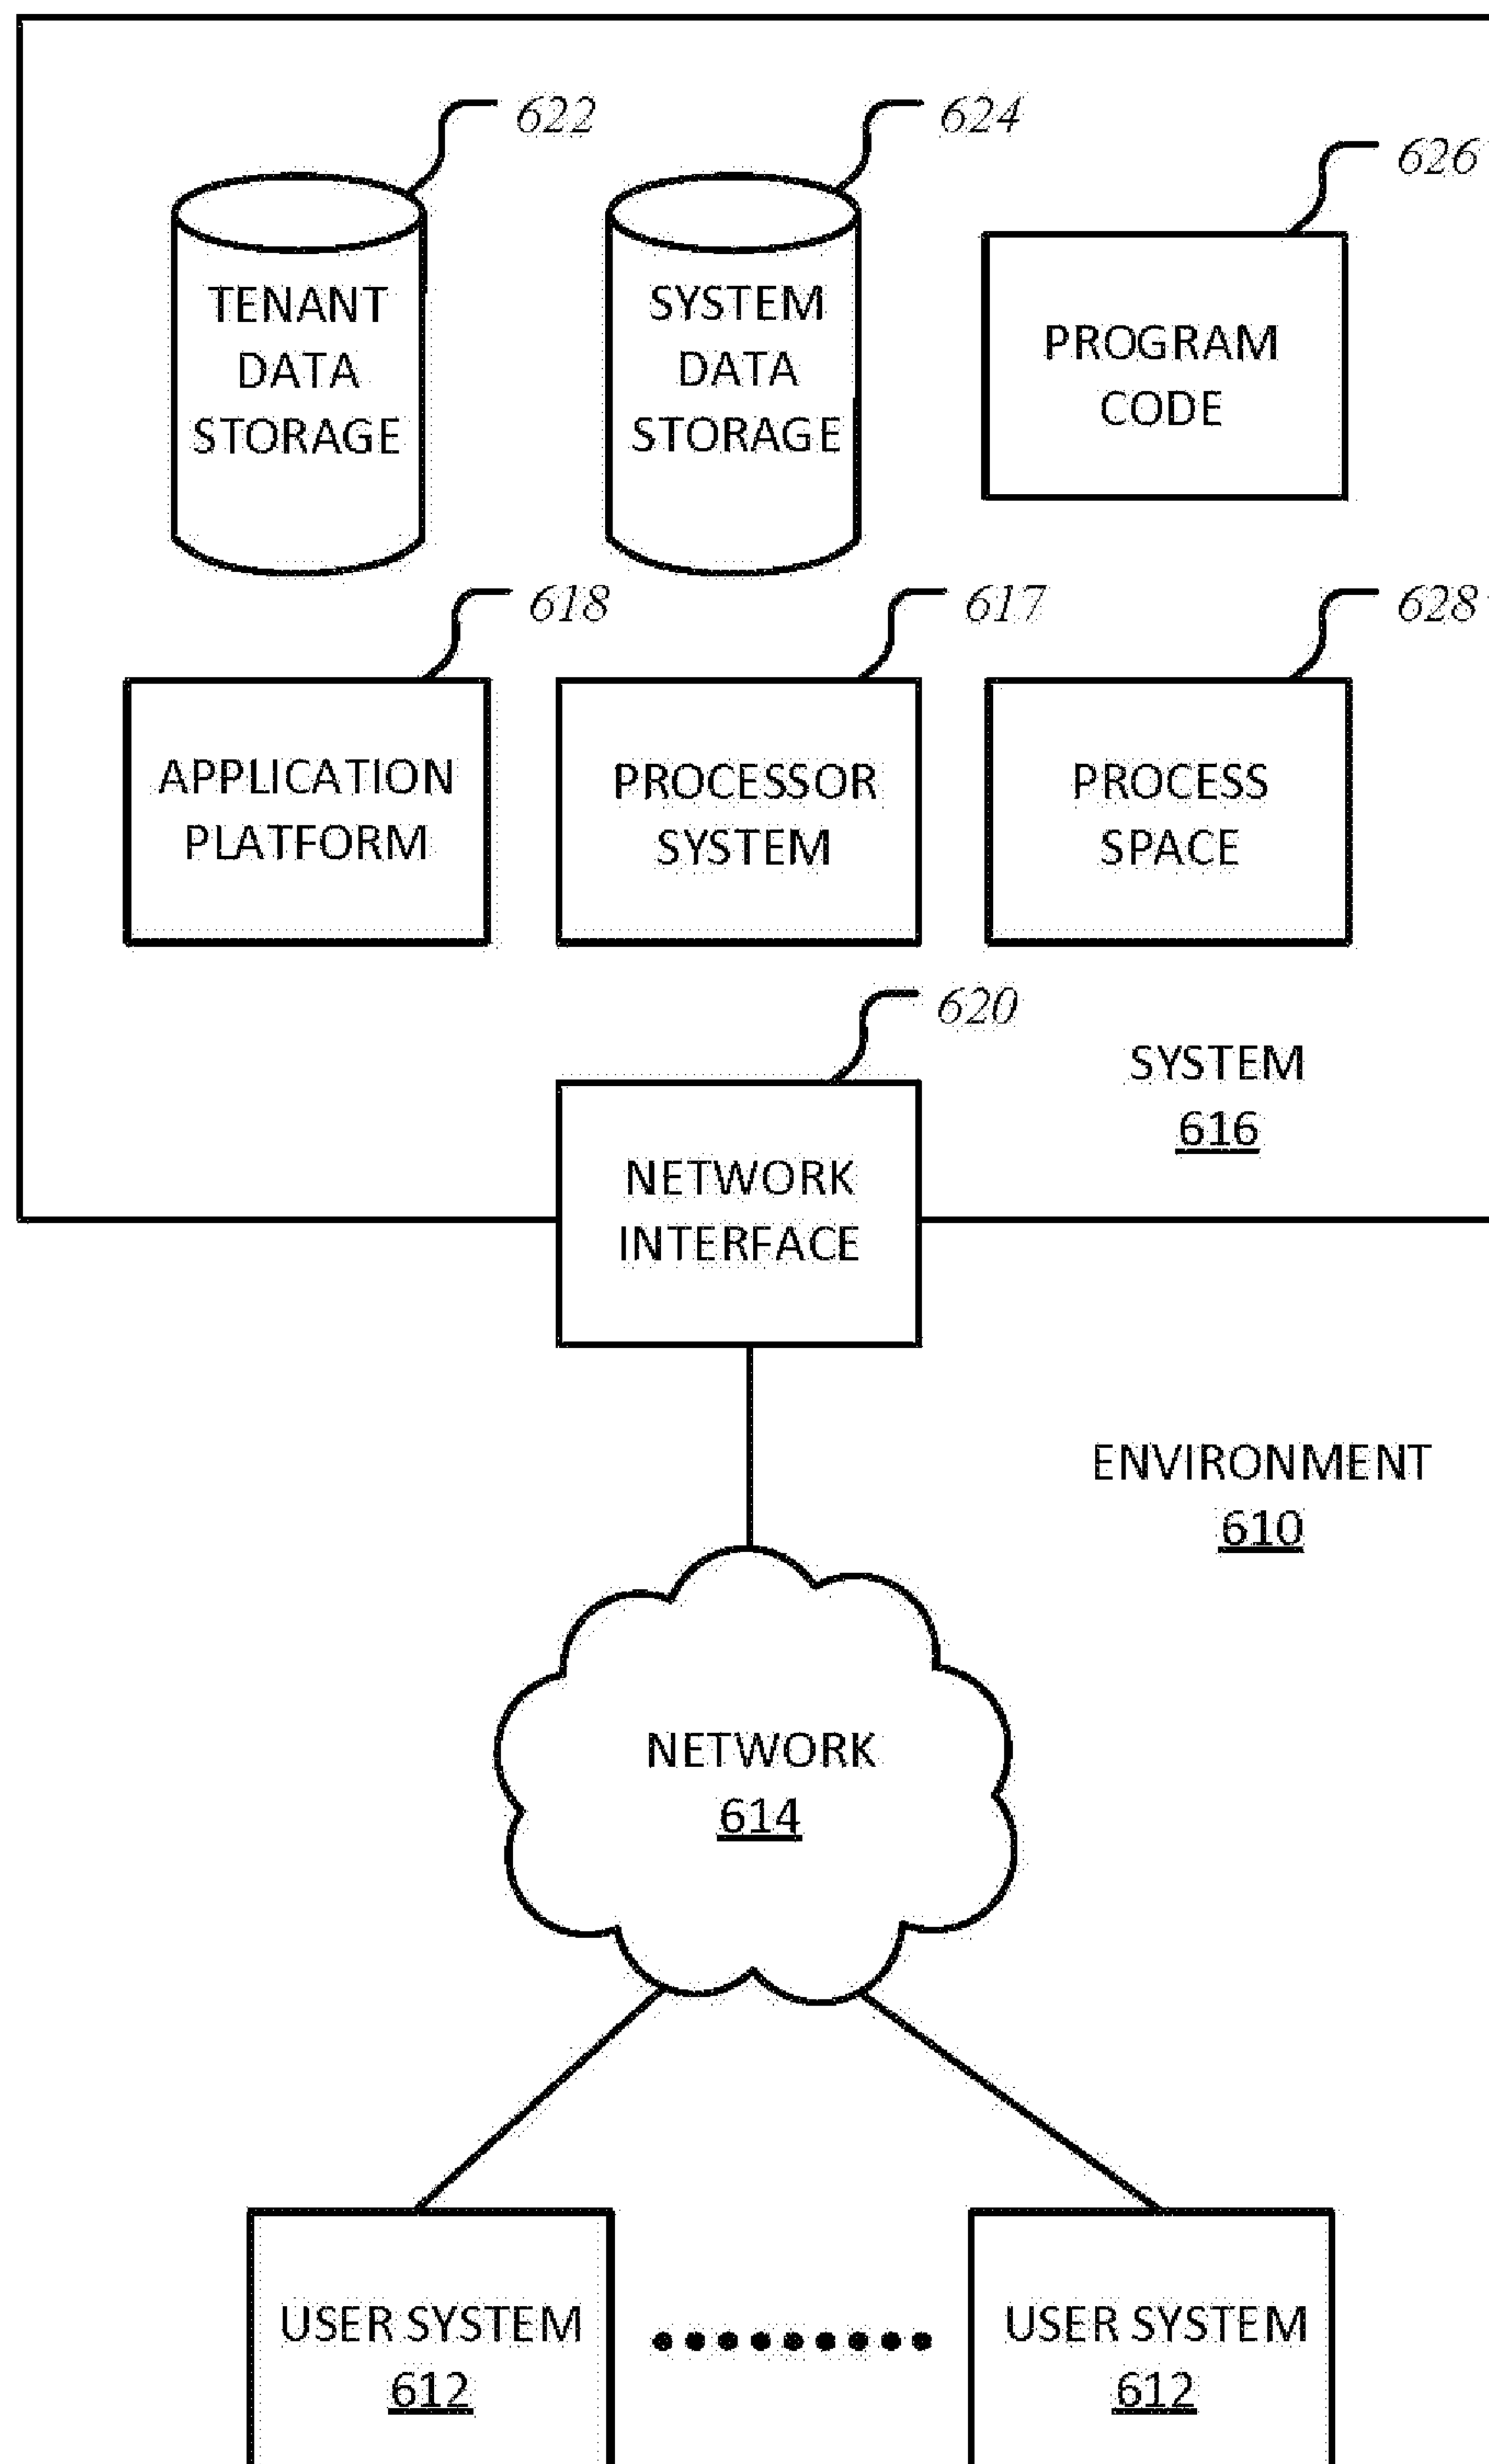 622
624
626
TENANT
DATA
STORAGE
SYSTEM
DATA
STORAGE
PROGRAM
CODE
618
617
628
APPLICATION
PLATFORM
PROCESSOR
SYSTEM
PROCESS
SPACE
620
SYSTEM
616
NETWORK
INTERFACE
ENVIRONMENT
610
NETWORK
614
USER SYSTEM
612
USER SYSTEM
612